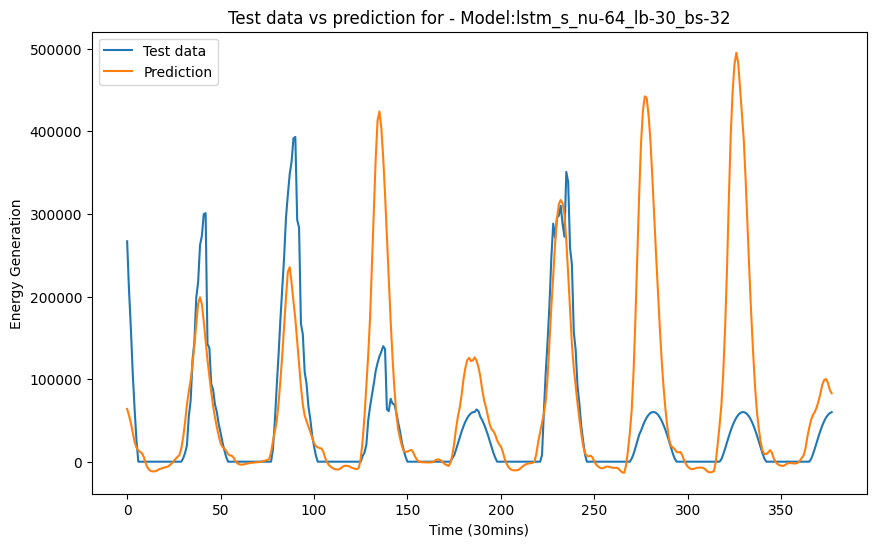 Test data vs prediction for - Model:lstm_s_nu-64_lb-30_bs-32
Test data
Prediction
500000
400000
300000
200000
100000
0
Energy Generation
0 50 100 150 200 250 300 350
Time (30mins)